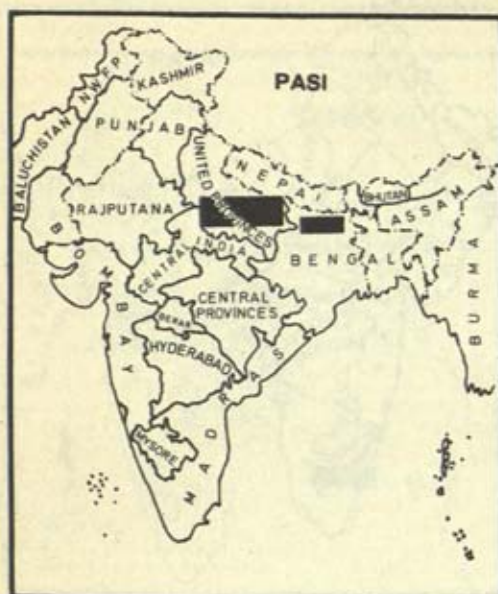 PASI
KASHMIR
NWFP
PUNJAB
BALUCHISTAN
UNITED PROVINCES
NEPAL
BHUTAN
ASSAM
RAJPUTANA
CENTRAL INDIA
BENGAL
BURMA
BOMBAY
CENTRAL PROVINCES
BERAR
HYDERABAD
MADRAS
MYSORE